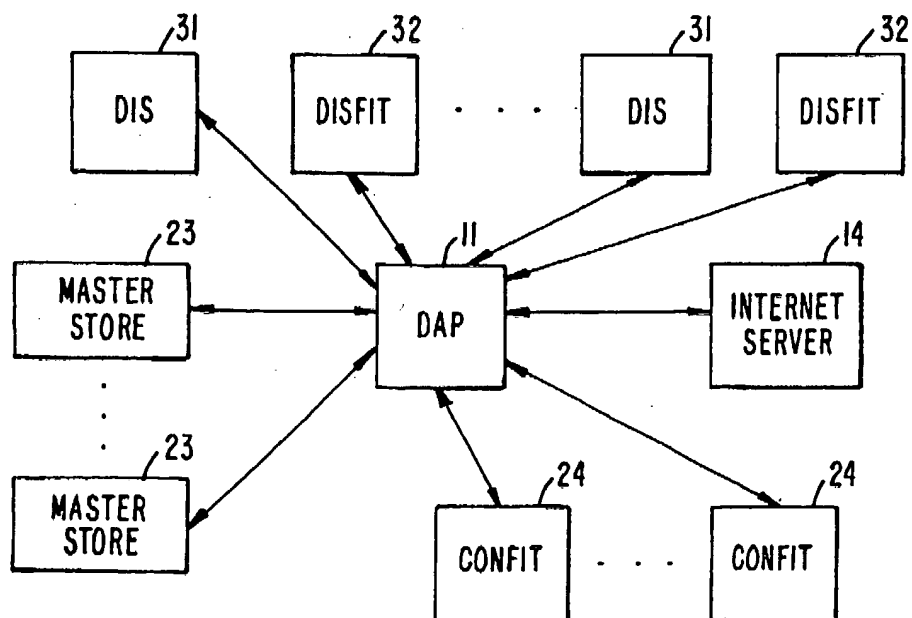 31 32 31 32
DIS DISFIT DIS DISFIT
23 11 14
MASTER STORE DAP INTERNET SERVER
23 24 24
MASTER STORE CONFIT CONFIT